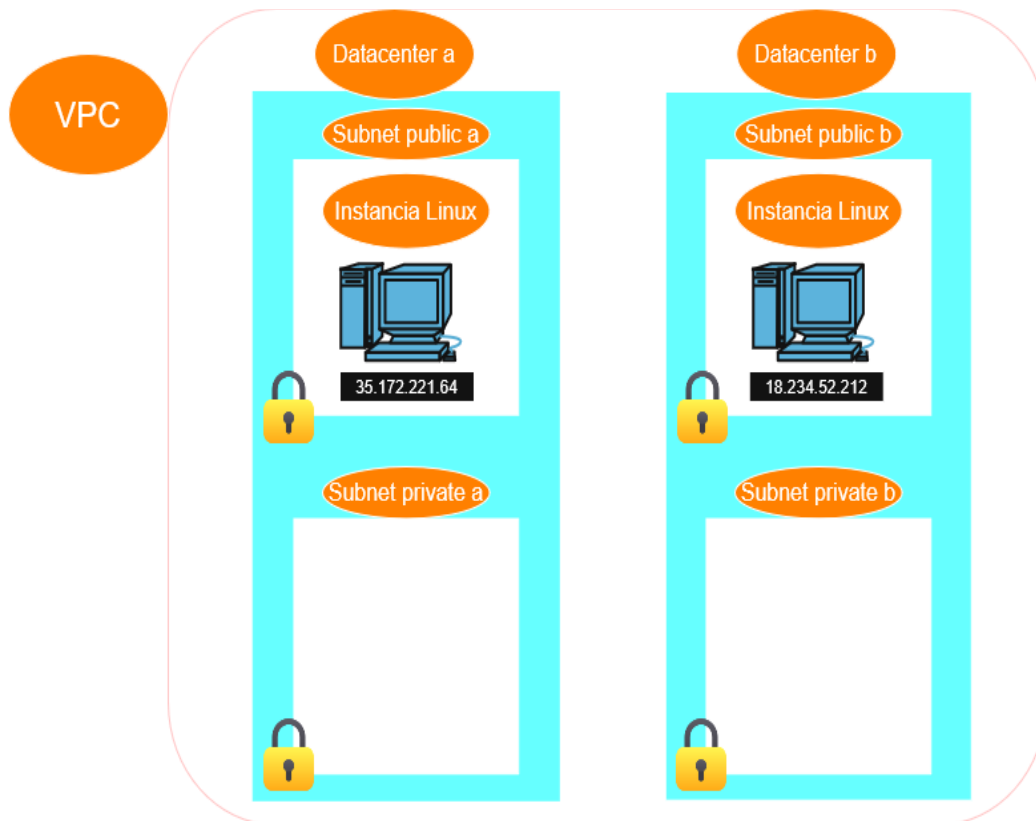 VPC
Datacenter a
Subnet public a
Instancia Linux
35.172.221.64
Subnet private a
Datacenter b
Subnet public b
Instancia Linux
18.234.52.212
Subnet private b